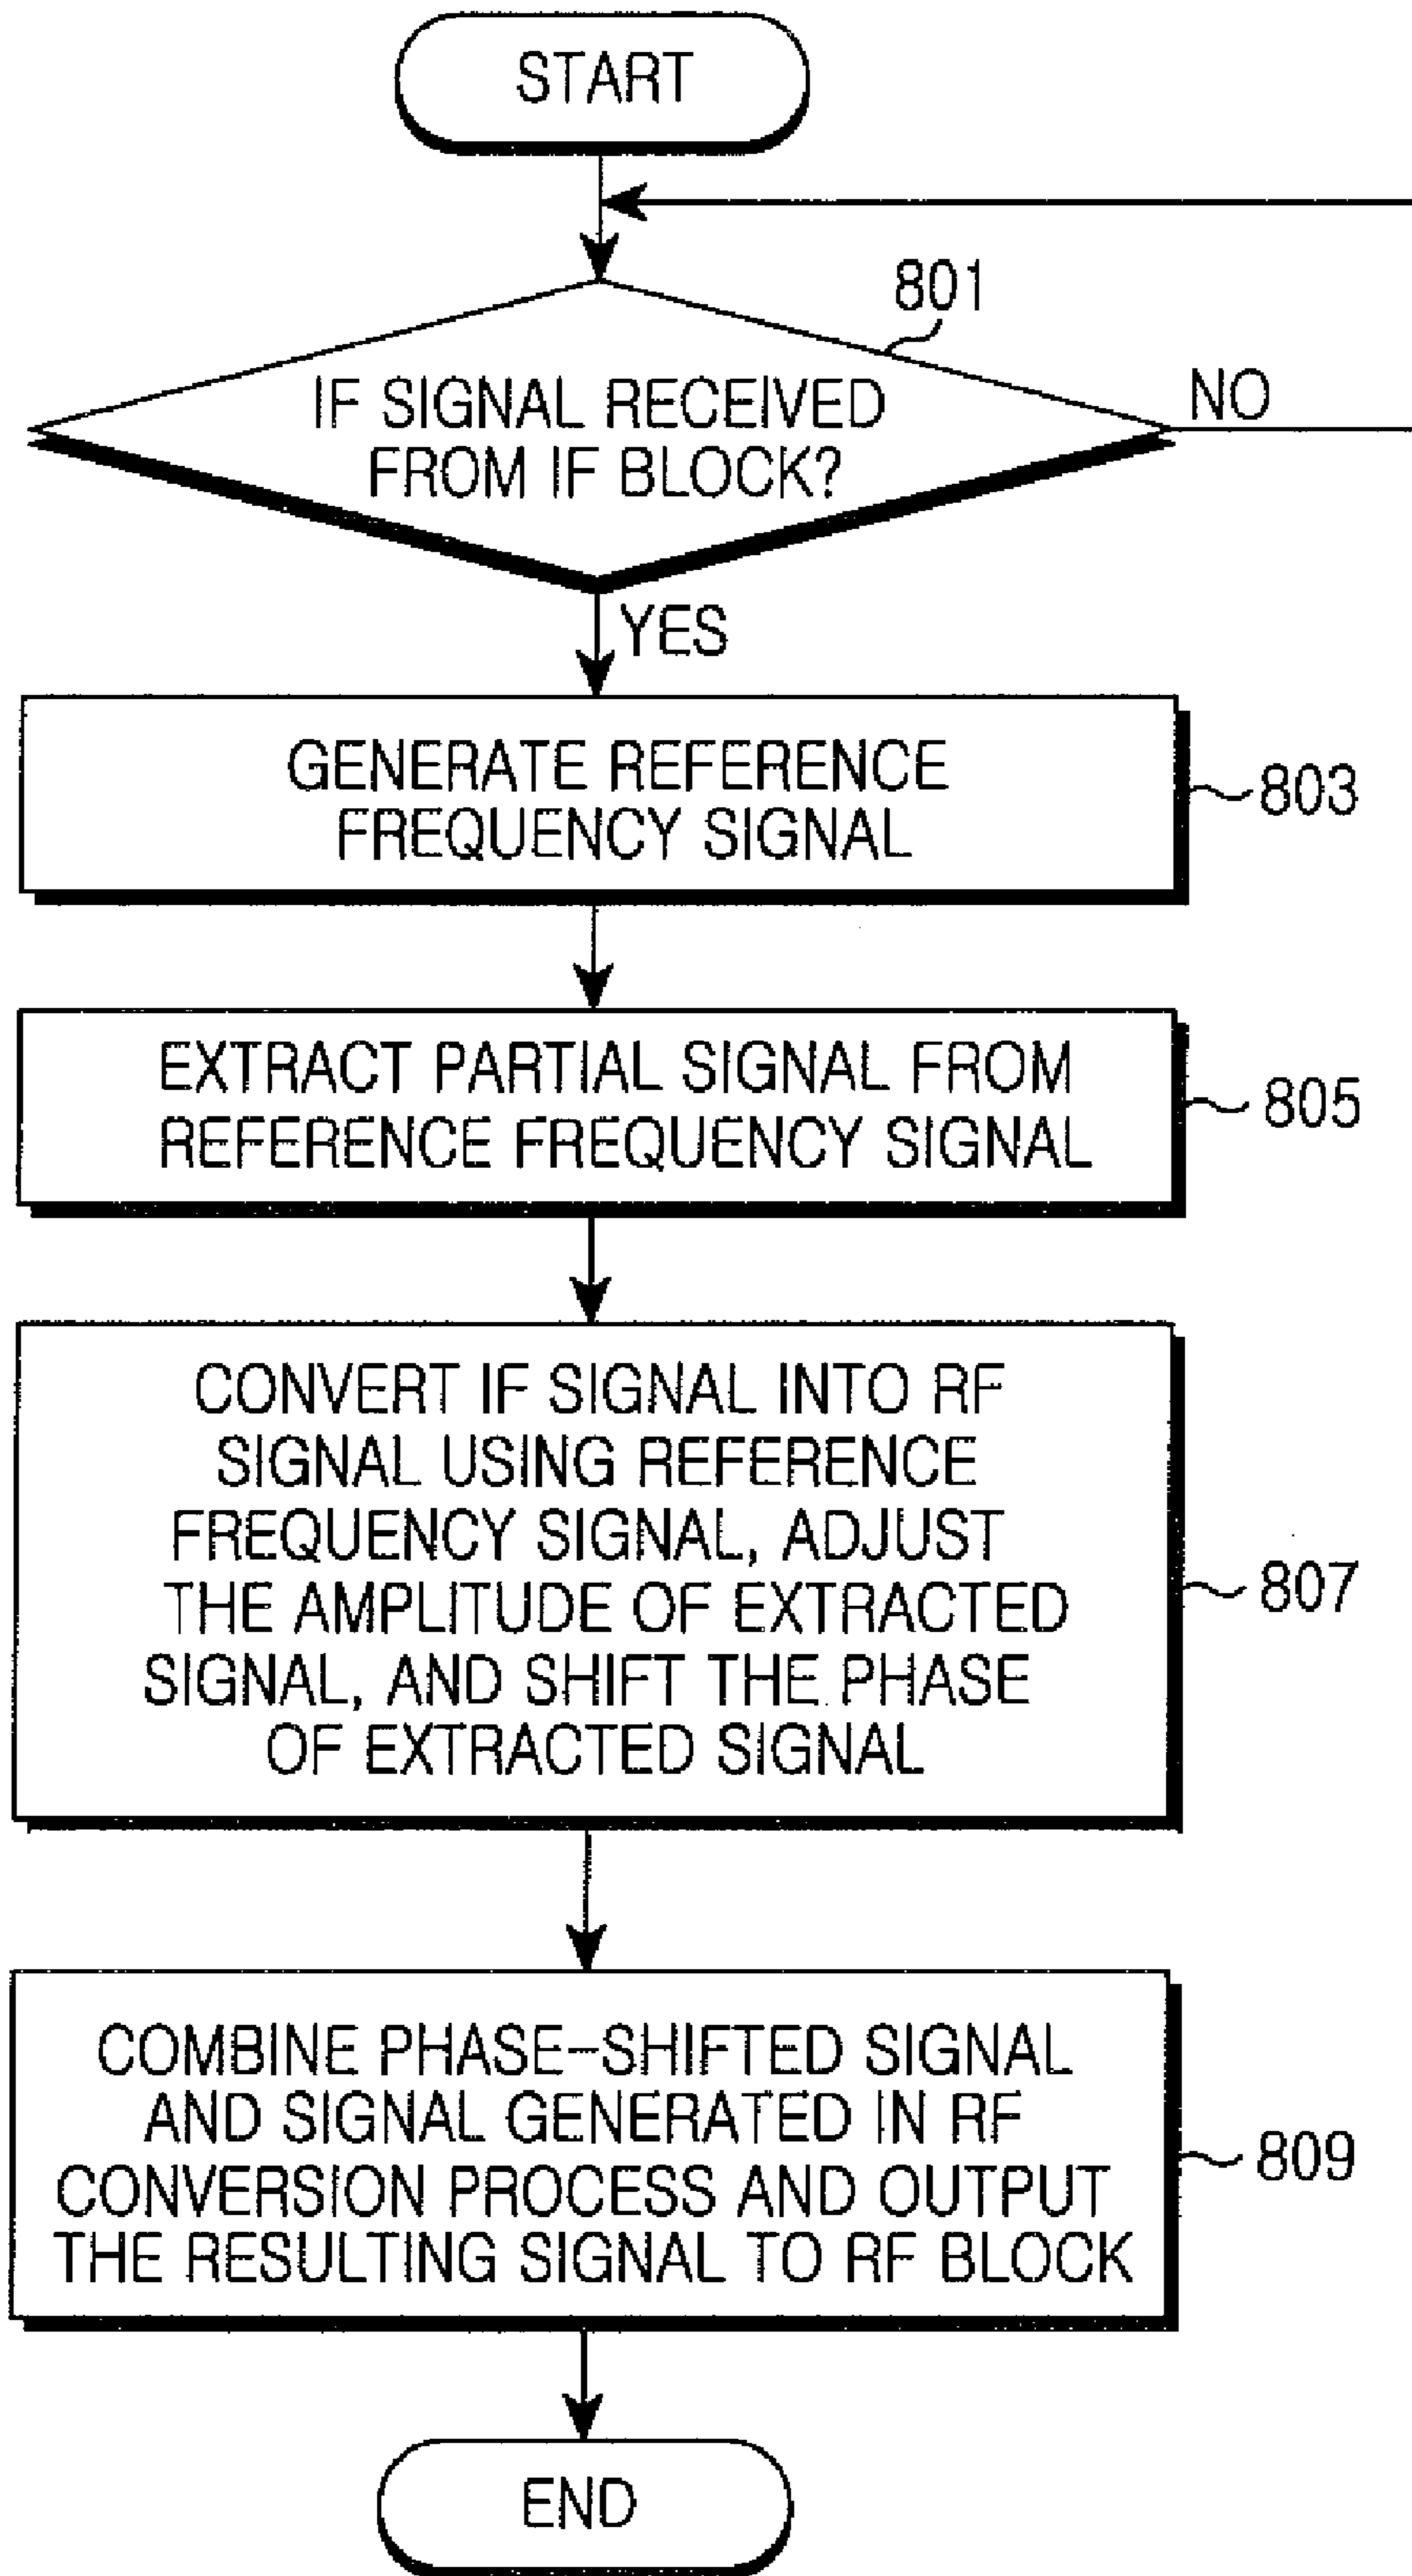 START
801
IF SIGNAL RECEIVED
FROM IF BLOCK?
NO
YES
GENERATE REFERENCE
FREQUENCY SIGNAL
803
EXTRACT PARTIAL SIGNAL FROM
REFERENCE FREQUENCY SIGNAL
805
CONVERT IF SIGNAL INTO RF
SIGNAL USING REFERENCE
FREQUENCY SIGNAL, ADJUST
THE AMPLITUDE OF EXTRACTED
SIGNAL, AND SHIFT THE PHASE
OF EXTRACTED SIGNAL
807
COMBINE PHASE-SHIFTED SIGNAL
AND SIGNAL GENERATED IN RF
CONVERSION PROCESS AND OUTPUT
THE RESULTING SIGNAL TO RF BLOCK
809
END